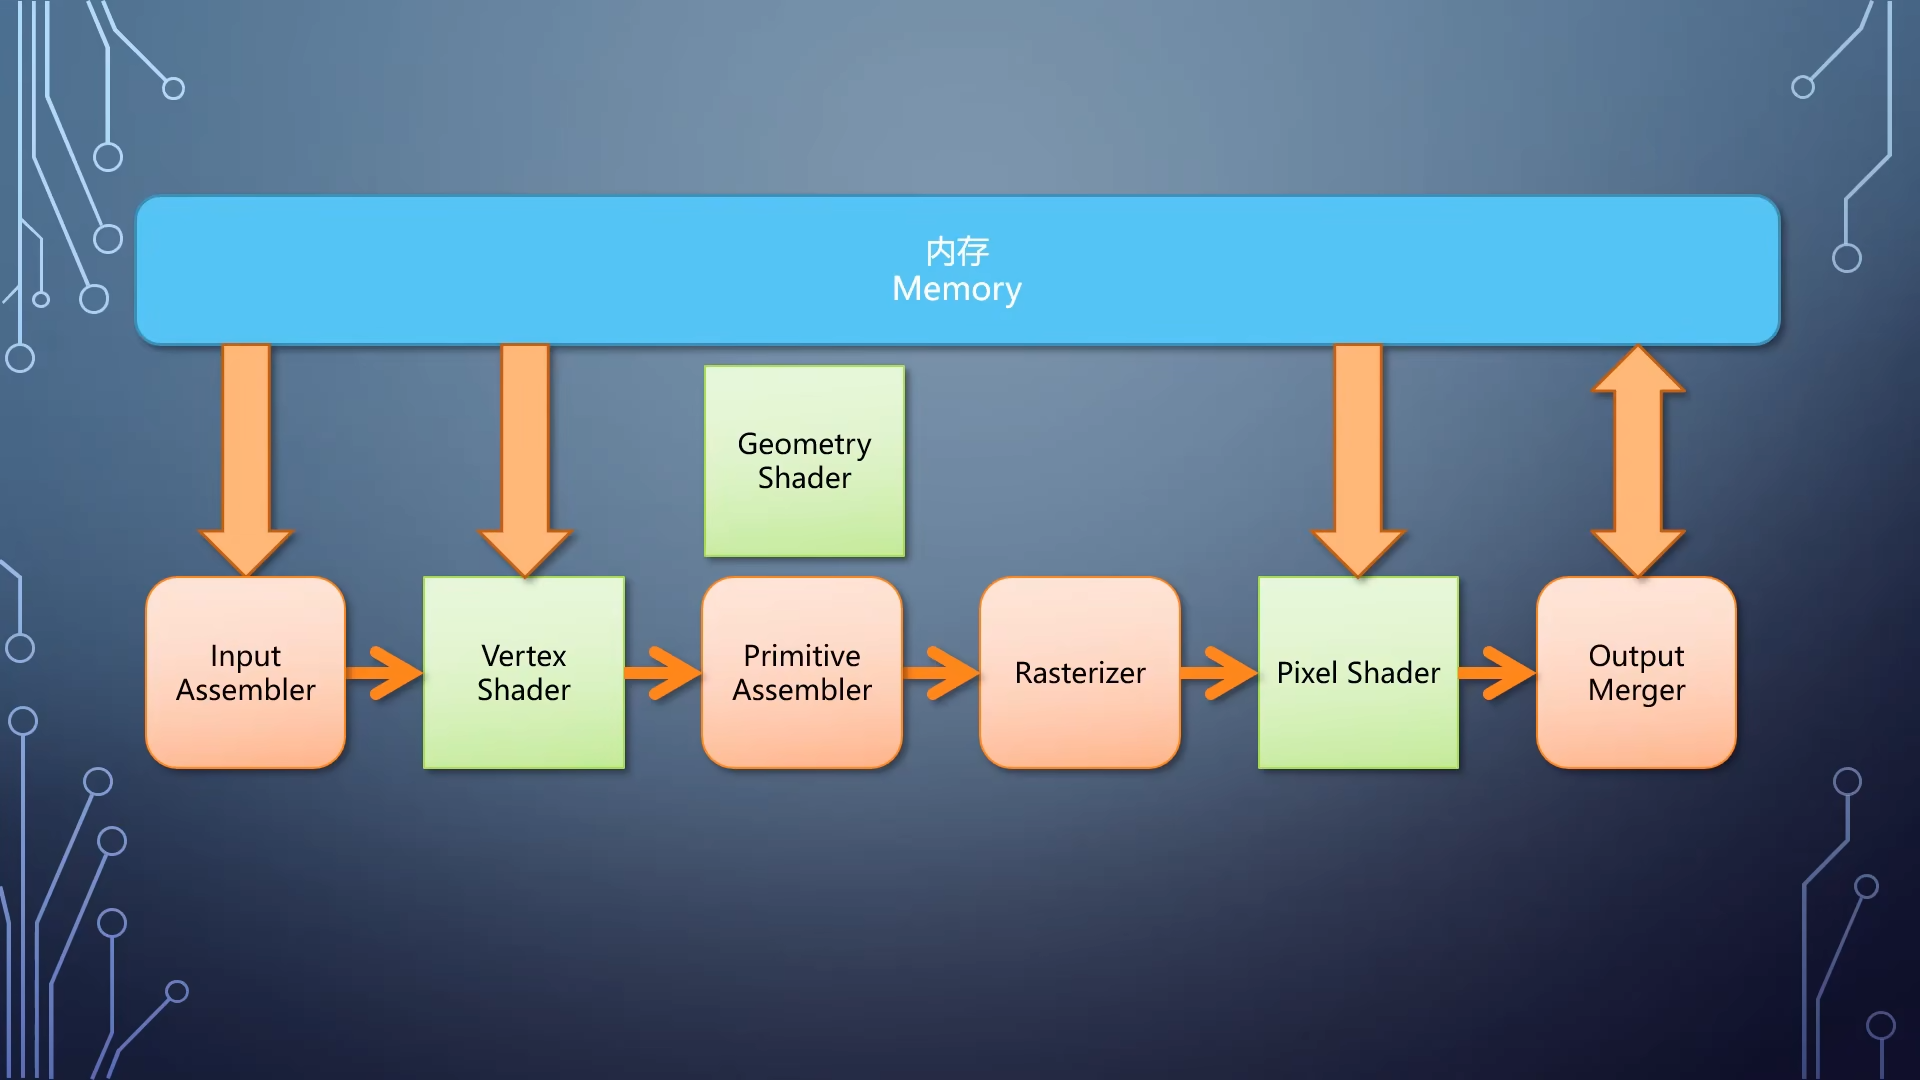 内存
Memory
Geometry
Shader
Input
Assembler
Vertex
Shader
Primitive
Assembler
Rasterizer
Pixel Shader
Output
Merger